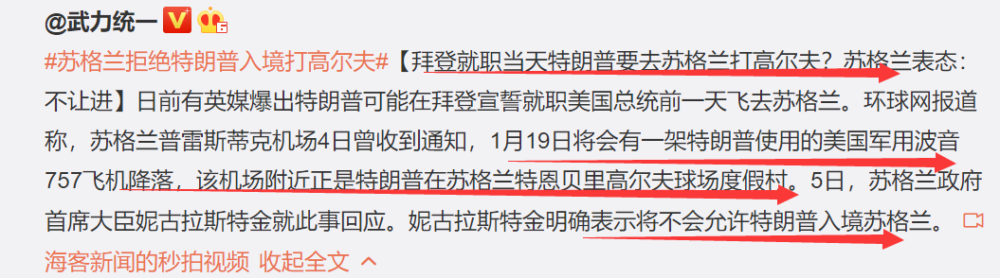 @武力统一 V
#苏格兰拒绝特朗普入境打高尔夫#【拜登就职当天特朗普要去苏格兰打高尔夫？苏格兰表态：
不让进】日前有英媒爆出特朗普可能在拜登宣誓就职美国总统前一天飞去苏格兰。环球网报道
称，苏格兰普雷斯蒂克机场4日曾收到通知，1月19日将会有一架特朗普使用的美国军用波音
757飞机降落，该机场附近正是特朗普在苏格兰特恩贝里高尔夫球场度假村。5日，苏格兰政府
首席大臣妮古拉斯特金就此事回应。妮古拉斯特金明确表示将不会允许特朗普入境苏格兰。
海客新闻的秒拍视频 收起全文